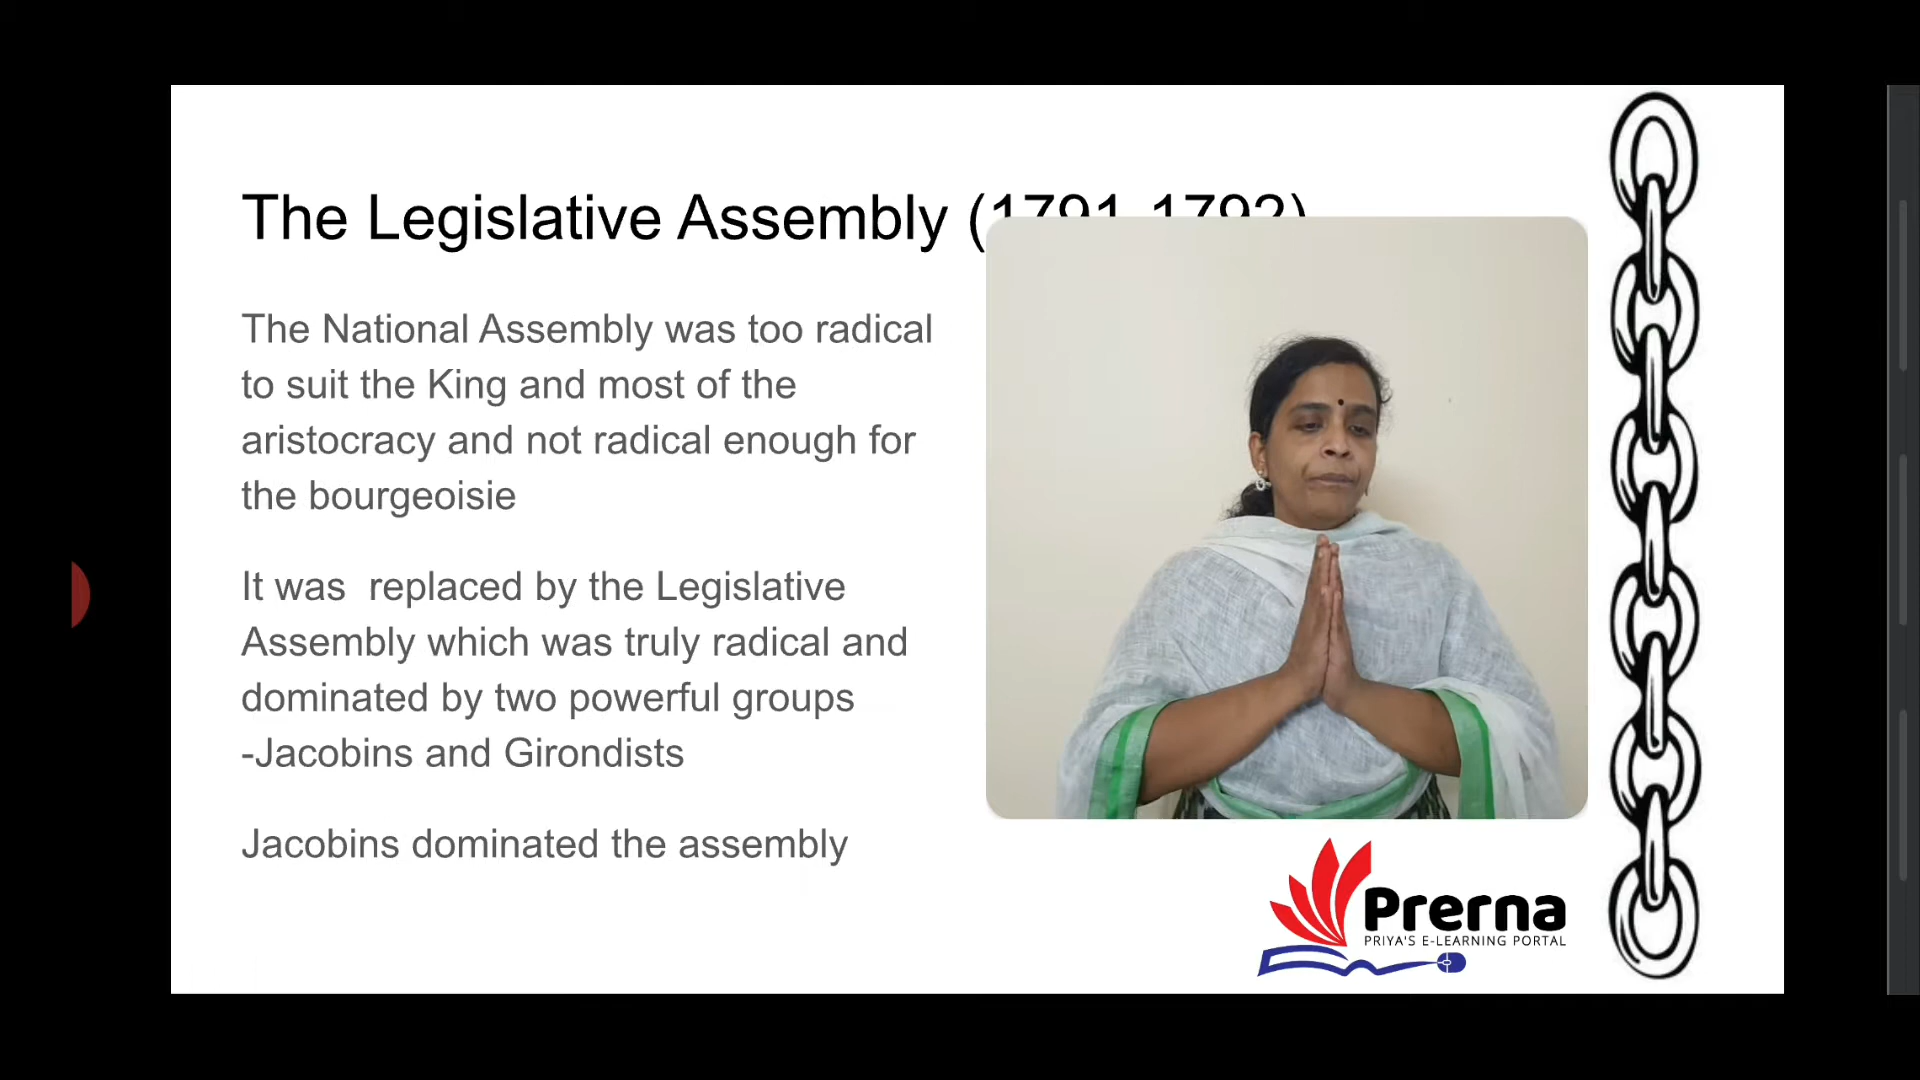 The Legislative Assembly (1791-1792)
The National Assembly was too radical
to suit the King and most of the
aristocracy and not radical enough for
the bourgeoisie
It was  replaced by the Legislative
Assembly which was truly radical and
dominated by two powerful groups
-Jacobins and Girondists
Jacobins dominated the assembly
Prerna
PRIYA'S E-LEARNING PORTAL